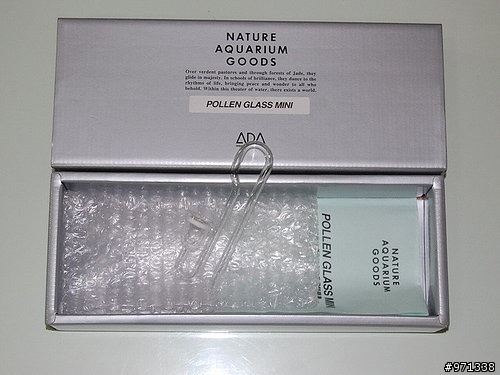 NATURE
AQUARIUM
GOODS
Over verdent pastures and through forests of Jade, they
glide in majesty. In schools of brilliance, they dance to the
rhythms of life, bringing peace and wonder to all who
behold. Within this theater of water, there exists a world.
POLLEN GLASS MINI
ADA
POLLEN GLASS MINI
NATURE
AQUARIUM
GOODS
#971338